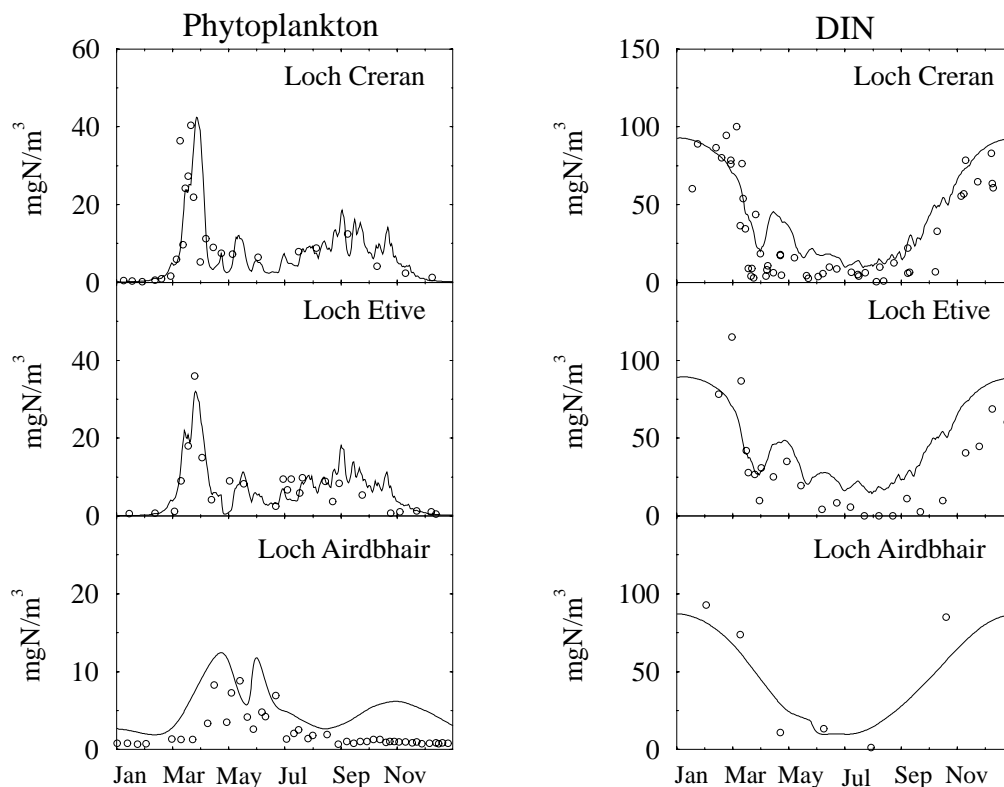 Phytoplankton
60
Loch Creran
40
20
0
mgN/m³
Loch Etive
40
20
0
mgN/m³
Loch Airdbhair
20
10
0
mgN/m³
Jan Mar May Jul Sep Nov
DIN
150
Loch Creran
100
50
0
mgN/m³
Loch Etive
100
50
0
mgN/m³
Loch Airdbhair
100
50
0
mgN/m³
Jan Mar May Jul Sep Nov